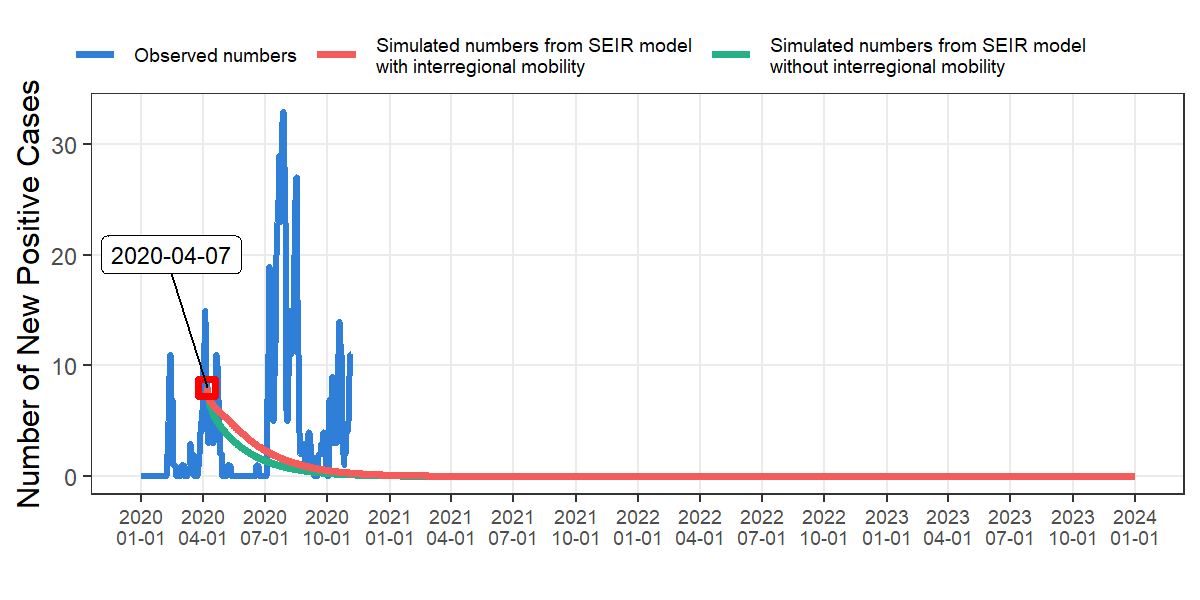 Observed numbers
Simulated numbers from SEIR model
with interregional mobility
Simulated numbers from SEIR model
without interregional mobility
Number of New Positive Cases
30
20
10
0
2020-04-07
2020 2020 2020 2020 2021 2021 2021 2021 2022 2022 2022 2022 2023 2023 2023 2023 2024
01-01 04-01 07-01 10-01 01-01 04-01 07-01 10-01 01-01 04-01 07-01 10-01 01-01 04-01 07-01 10-01 01-01